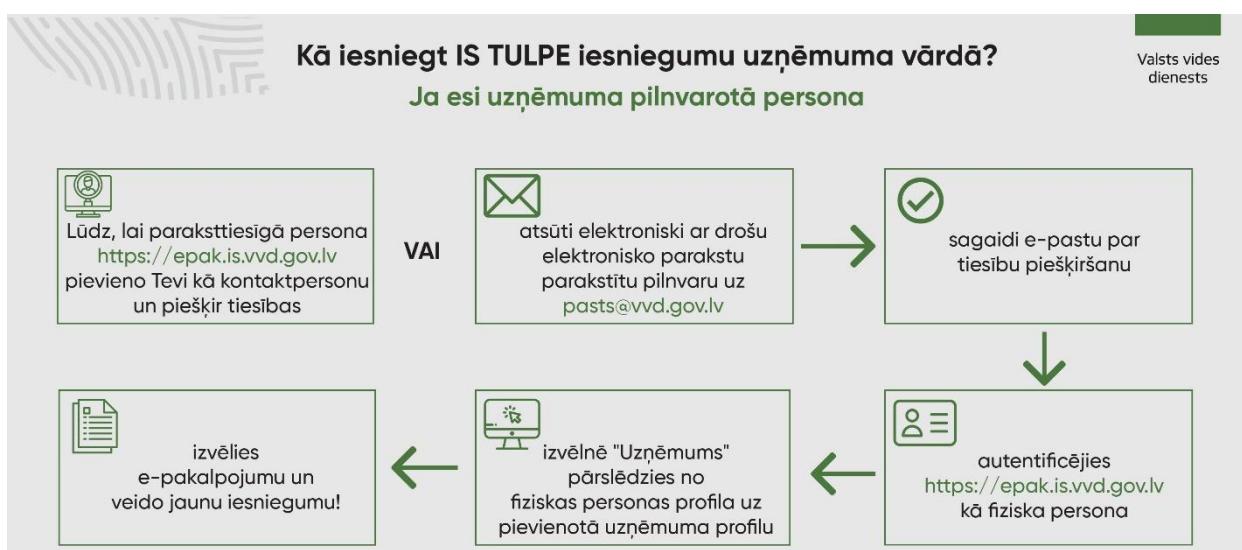 Kā iesniegt IS TULPE iesniegumu uzņēmuma vārdā?
Ja esi uzņēmuma pilnvarotā persona
Valsts vides
dienests
Lūdz, lai paraksttiesīgā persona
https://epak.is.vvd.gov.lv
pievieno Tevi kā kontaktpersonu
un piešķir tiesības
VAI
atsūti elektroniski ar drošu
elektronisko parakstu
parakstītu pilnvaru uz
pasts@vvd.gov.lv
sagaidi e-pastu par
tiesību piešķiršanu
autentificējies
https://epak.is.vvd.gov.lv
kā fiziska persona
izvēlnē "Uzņēmums"
pārslēdzies no
fiziskas personas profila uz
pievienotā uzņēmuma profilu
izvēlies
e-pakalpojumu un
veido jaunu iesniegumu!